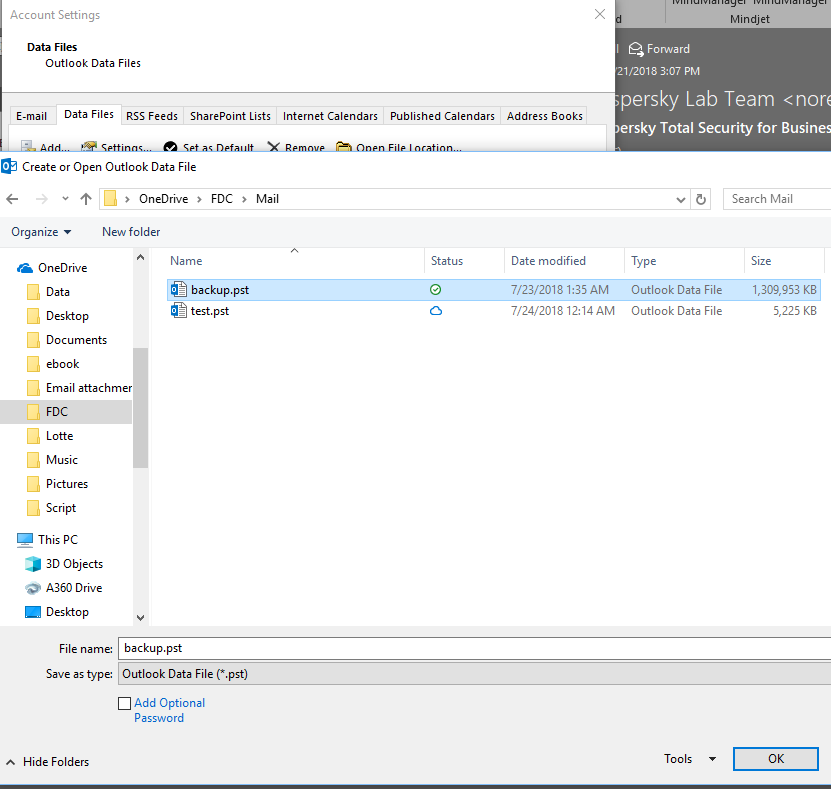 Account Settings
Data Files
Outlook Data Files
E-mail Data Files RSS Feeds SharePoint Lists Internet Calendars Published Calendars Address Books
Add... Settings... Set as Default Remove Open File Location...
MindManager MindManager
Mindjet
Forward
/21/2018 3:07 PM
spersky Lab Team <nore
persky Total Security for Business
Create or Open Outlook Data File
OneDrive FDC Mail
Search Mail
Organize New folder
OneDrive
Data
Desktop
Documents
ebook
Email attachmen
FDC
Lotte
Music
Pictures
Script
This PC
3D Objects
A360 Drive
Desktop
Name Status Date modified Type Size
backup.pst 7/23/2018 1:35 AM Outlook Data File 1,309,953 KB
test.pst 7/24/2018 12:14 AM Outlook Data File 5,225 KB
File name: backup.pst
Save as type: Outlook Data File (*.pst)
Add Optional
Password
Hide Folders
Tools OK